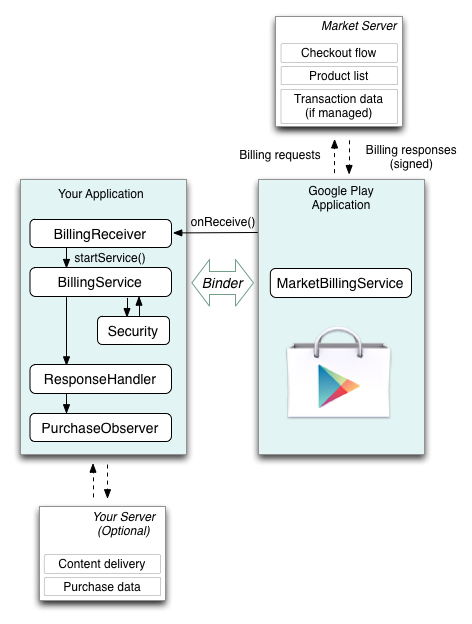 Market Server
Checkout flow
Product list
Transaction data
(if managed)
Billing requests
Billing responses
(signed)
Your Application
Google Play
Application
BillingReceiver
onReceive()
startService()
BillingService
Binder
MarketBillingService
Security
ResponseHandler
PurchaseObserver
Your Server
(Optional)
Content delivery
Purchase data